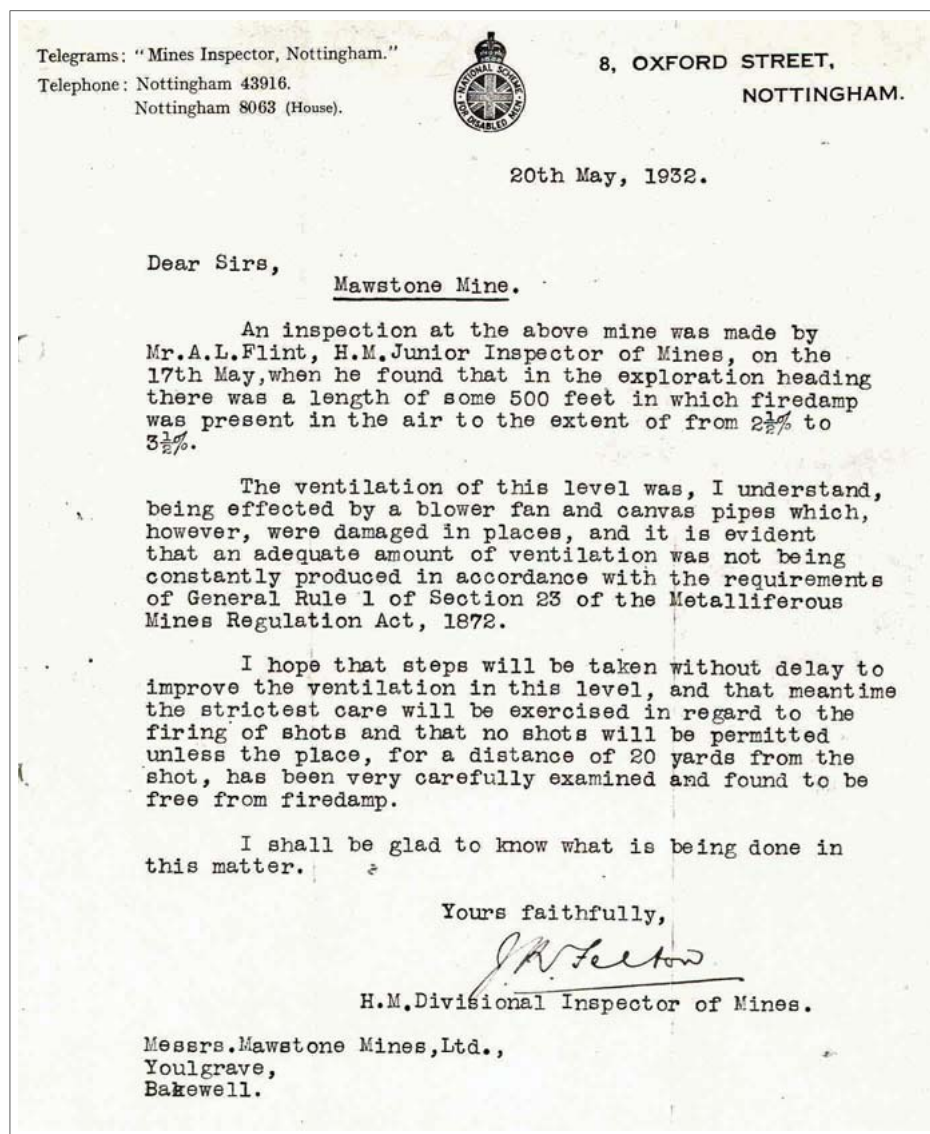 Telegrams: "Mines Inspector, Nottingham."
Telephone: Nottingham 43916.
Nottingham 8063 (House).
NATIONAL SCHEME
FOR DISABLED MEN
8, OXFORD STREET,
NOTTINGHAM.
20th May, 1932.
Dear Sirs,
Mawstone Mine.
An inspection at the above mine was made by
Mr.A.L.Flint, H.M.Junior Inspector of Mines, on the
17th May,when he found that in the exploration heading
there was a length of some 500 feet in which firedamp
was present in the air to the extent of from 2½% to
3½%.
The ventilation of this level was, I understand,
being effected by a blower fan and canvas pipes which,
however, were damaged in places, and it is evident
that an adequate amount of ventilation was not being
constantly produced in accordance with the requirements
of General Rule 1 of Section 23 of the Metalliferous
Mines Regulation Act, 1872.
I hope that steps will be taken without delay to
improve the ventilation in this level, and that meantime
the strictest care will be exercised in regard to the
firing of shots and that no shots will be permitted
unless the place, for a distance of 20 yards from the
shot, has been very carefully examined and found to be
free from firedamp.
I shall be glad to know what is being done in
this matter.
Yours faithfully,
J.R. Felton
H.M.Divisional Inspector of Mines.
Messrs.Mawstone Mines,Ltd.,
Youlgrave,
Bakewell.